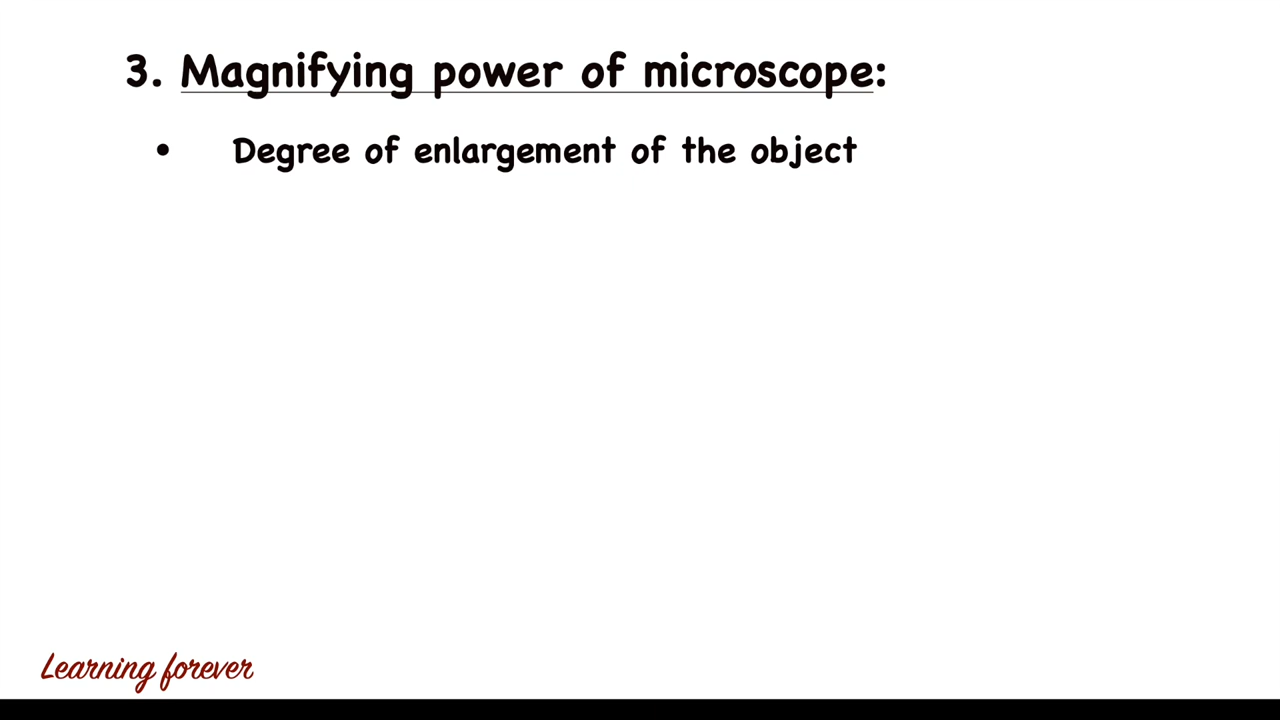 3. Magnifying power of microscope:
• Degree of enlargement of the object
Learning forever